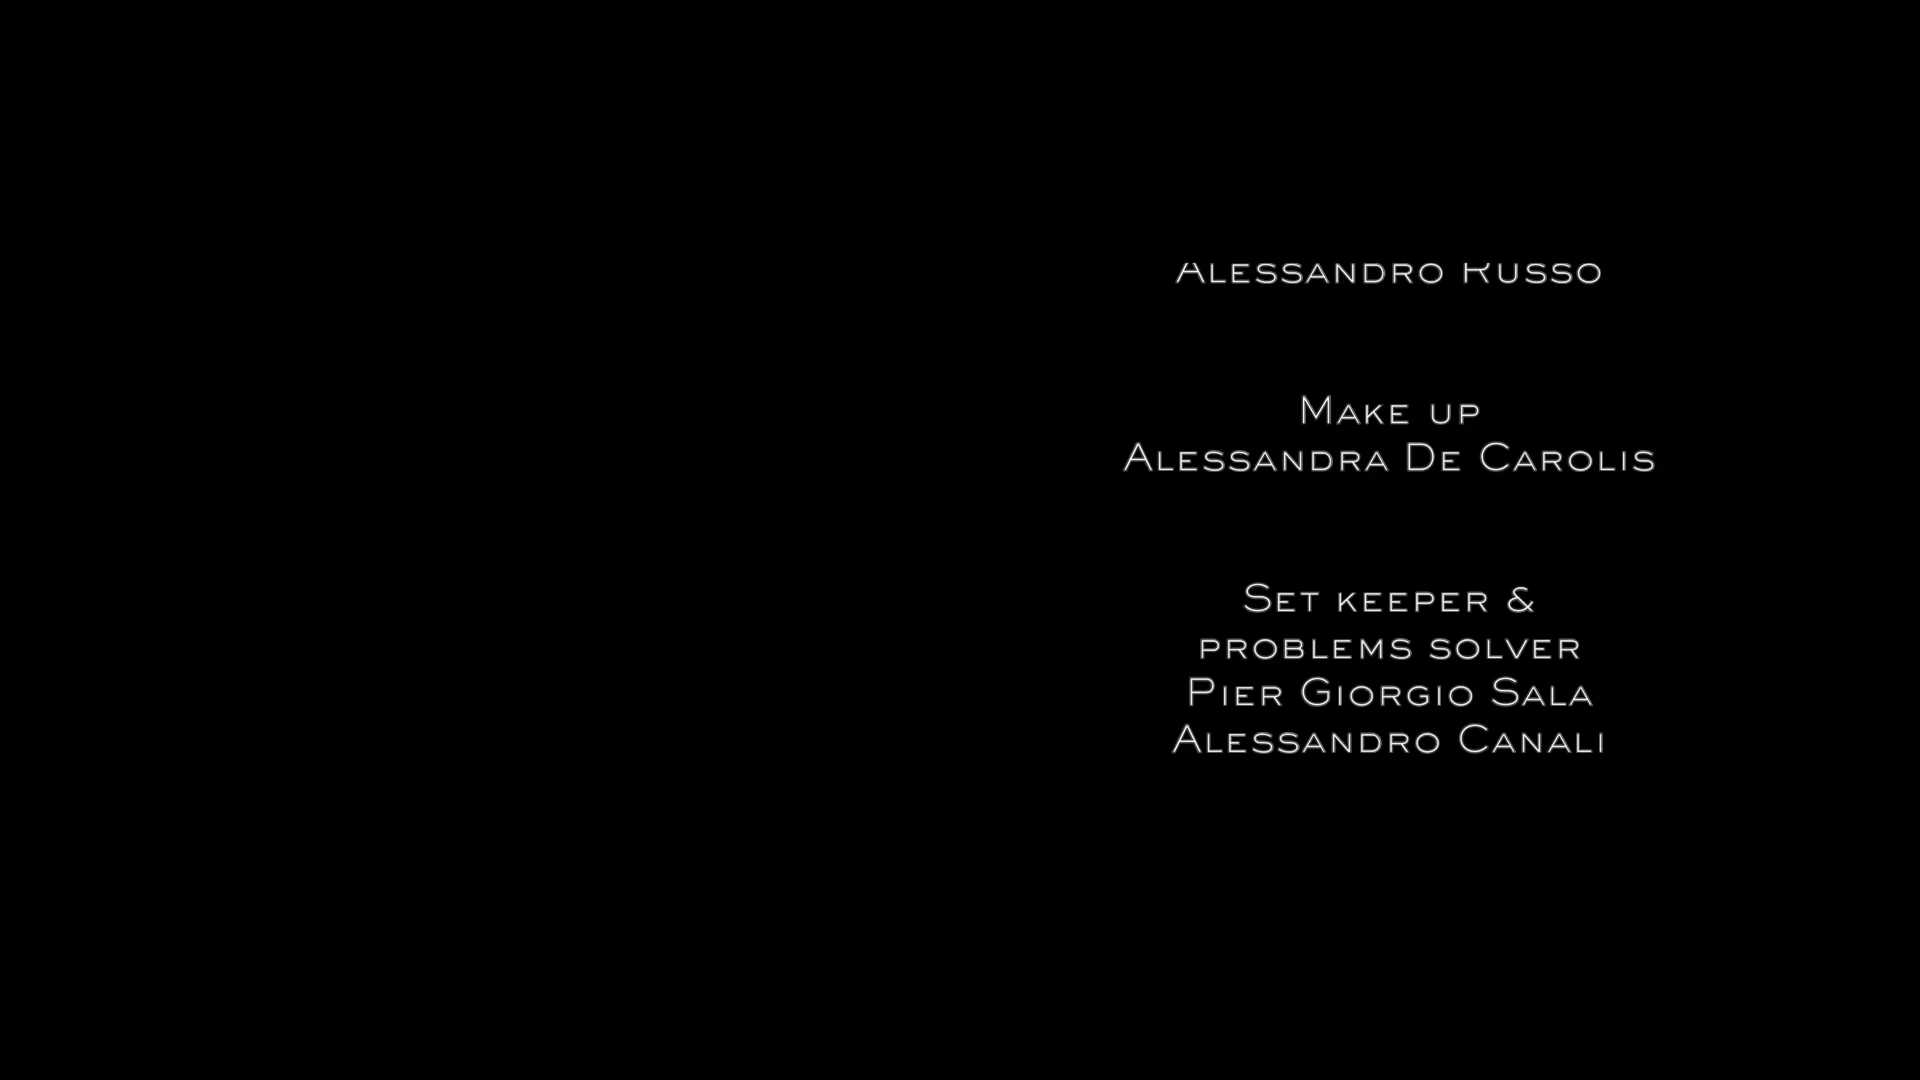 Alessandro Russo
Make up
Alessandra De Carolis
Set keeper &
problems solver
Pier Giorgio Sala
Alessandro Canali